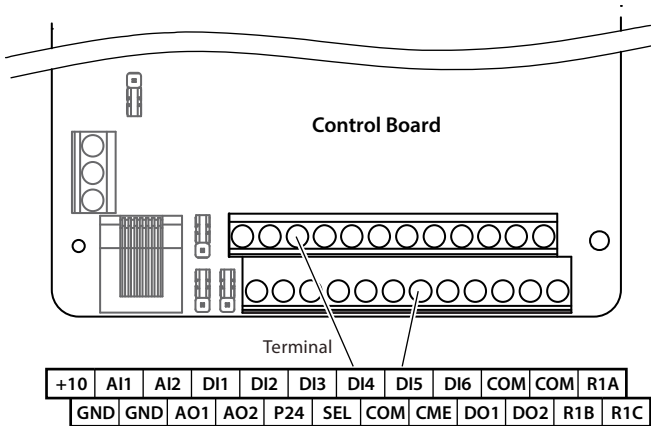 Control Board
Terminal
+10 AI1 AI2 DI1 DI2 DI3 DI4 DI5 DI6 COM COM R1A
GND GND AO1 AO2 P24 SEL COM CME DO1 DO2 R1B R1C